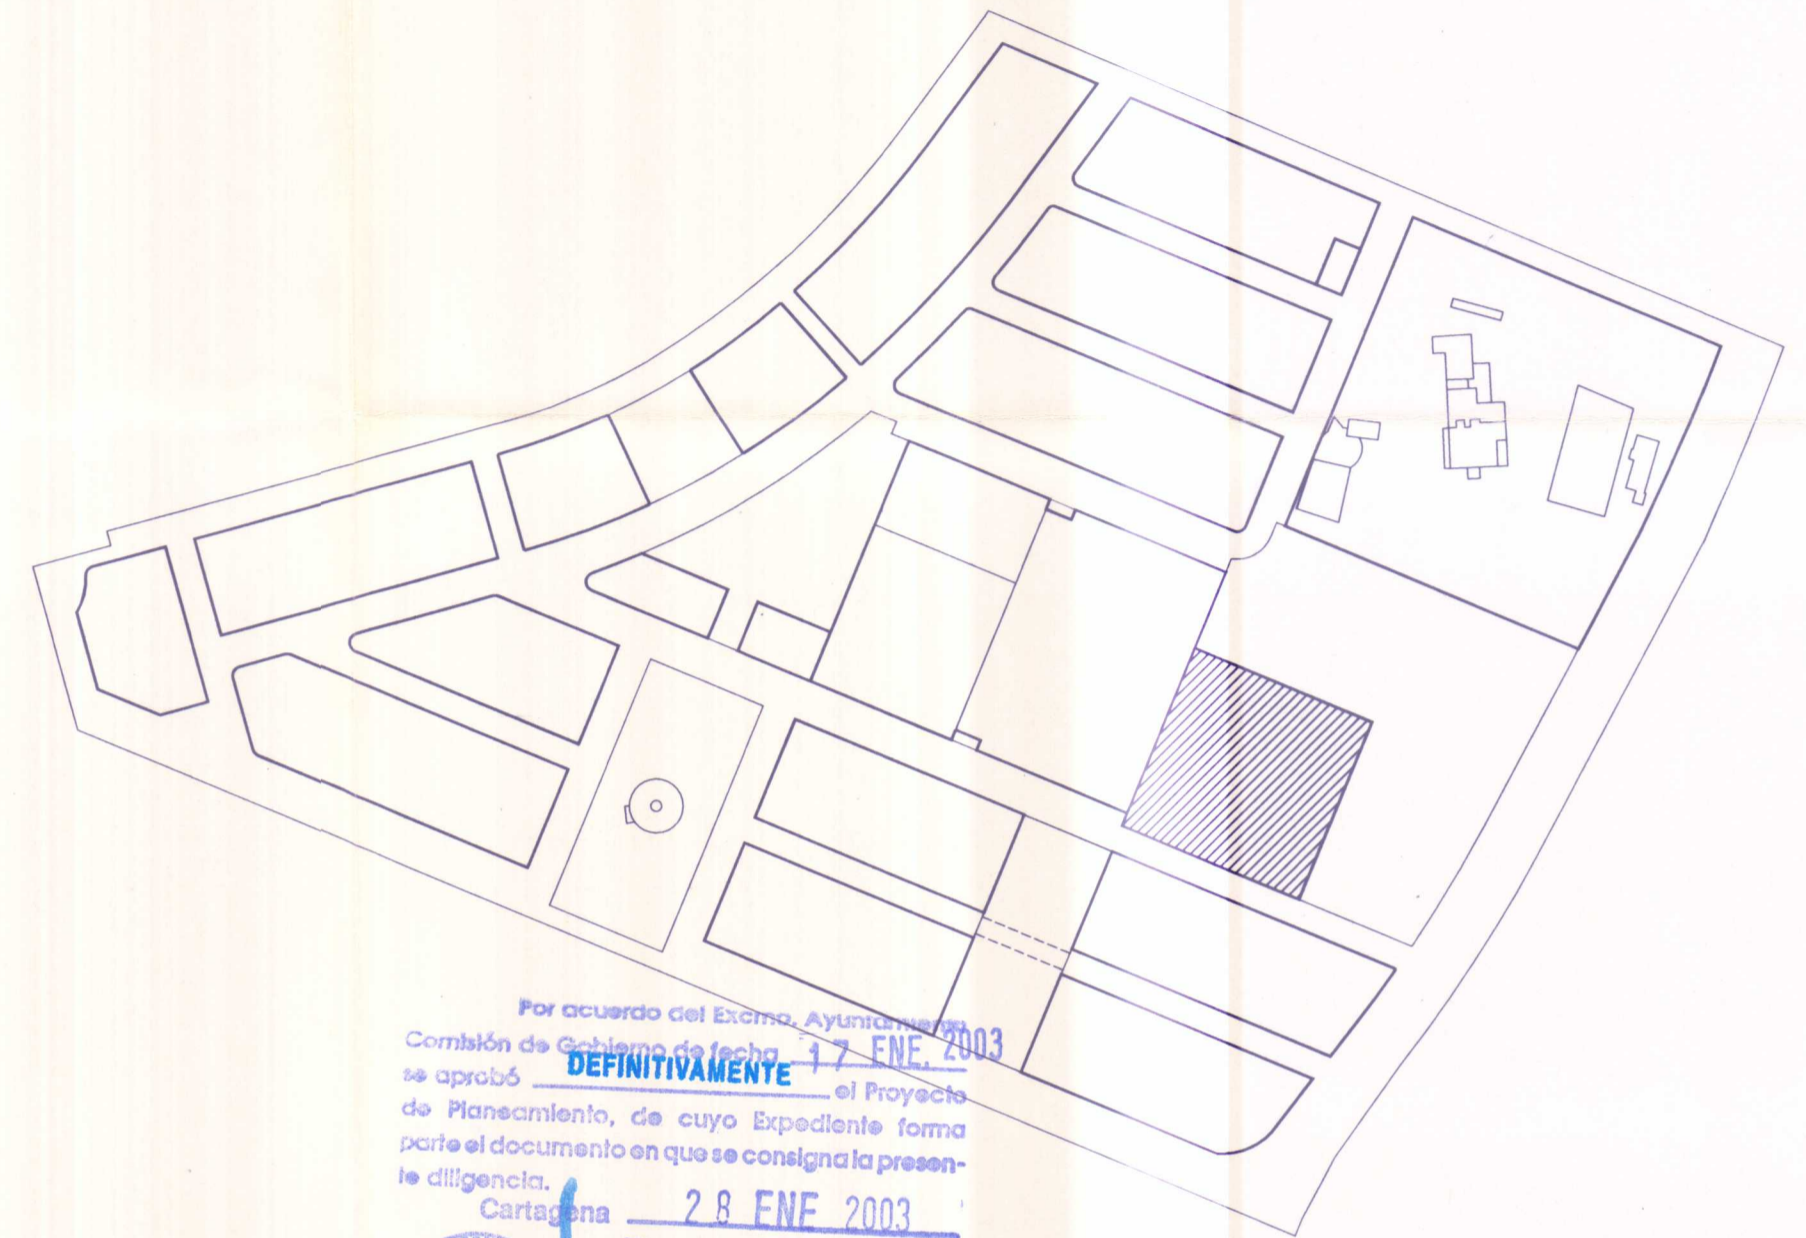 Por acuerdo del Excmo. Ayuntamiento
Comisión de Gobierno de fecha 17 ENE. 2003
se aprobó DEFINITIVAMENTE el Proyecto
de Planeamiento, de cuyo Expediente forma
parte el documento en que se consigna la presen-
te diligencia.
Cartagena 28 ENE 2003